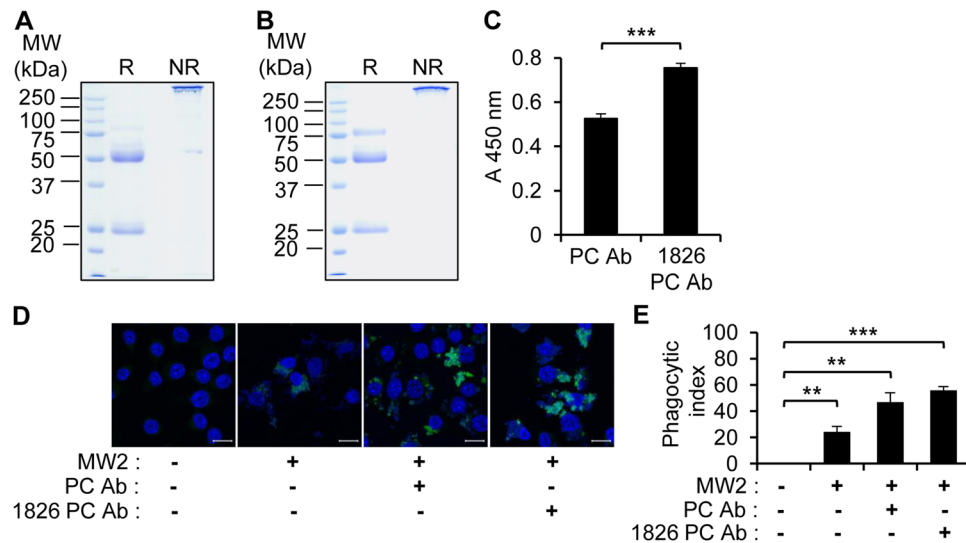 A
MW
(kDa)
R NR
250
100
75
50
37
25
20
B
MW
(kDa)
R NR
250
100
75
50
37
25
20
C
***
A 450 nm
0.8
0.6
0.4
0.2
0
PC Ab
1826
PC Ab
D
MW2 : - + + +
PC Ab : - - + -
1826 PC Ab : - - - +
E
Phagocytic
index
100
80
60
40
20
0
***
**
**
MW2 : - + + +
PC Ab : - - + -
1826 PC Ab : - - - +